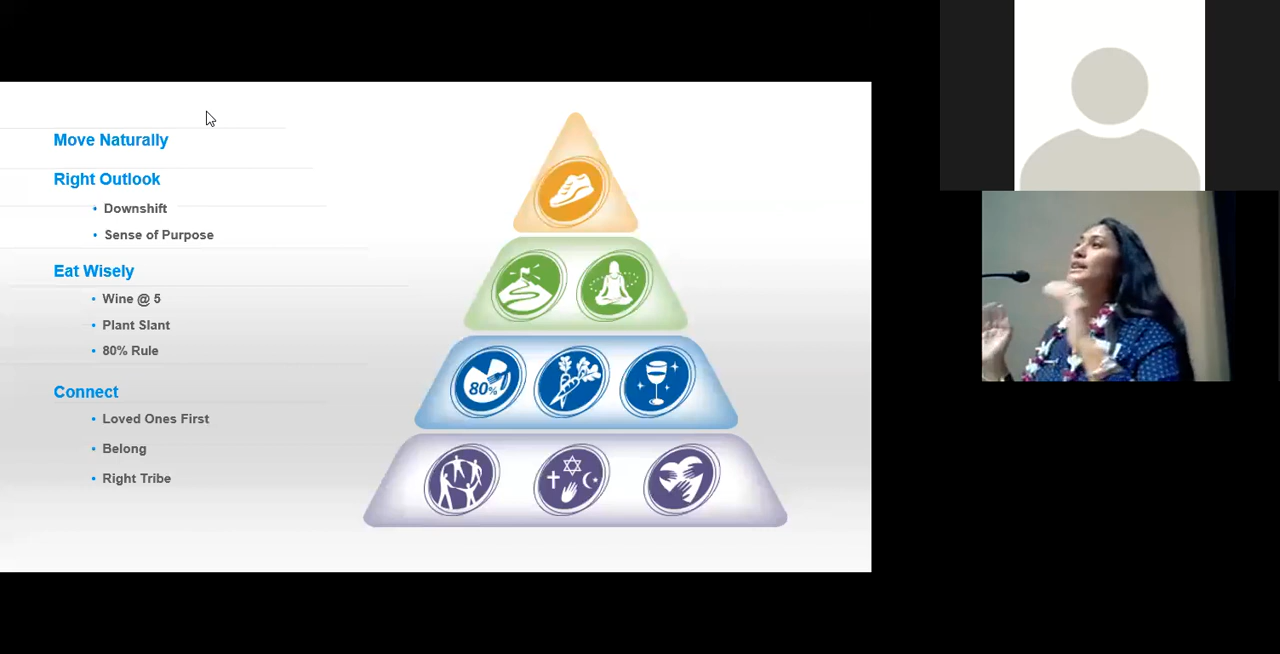 Move Naturally
Right Outlook
• Downshift
• Sense of Purpose
Eat Wisely
• Wine @ 5
• Plant Slant
• 80% Rule
Connect
• Loved Ones First
• Belong
• Right Tribe
80%